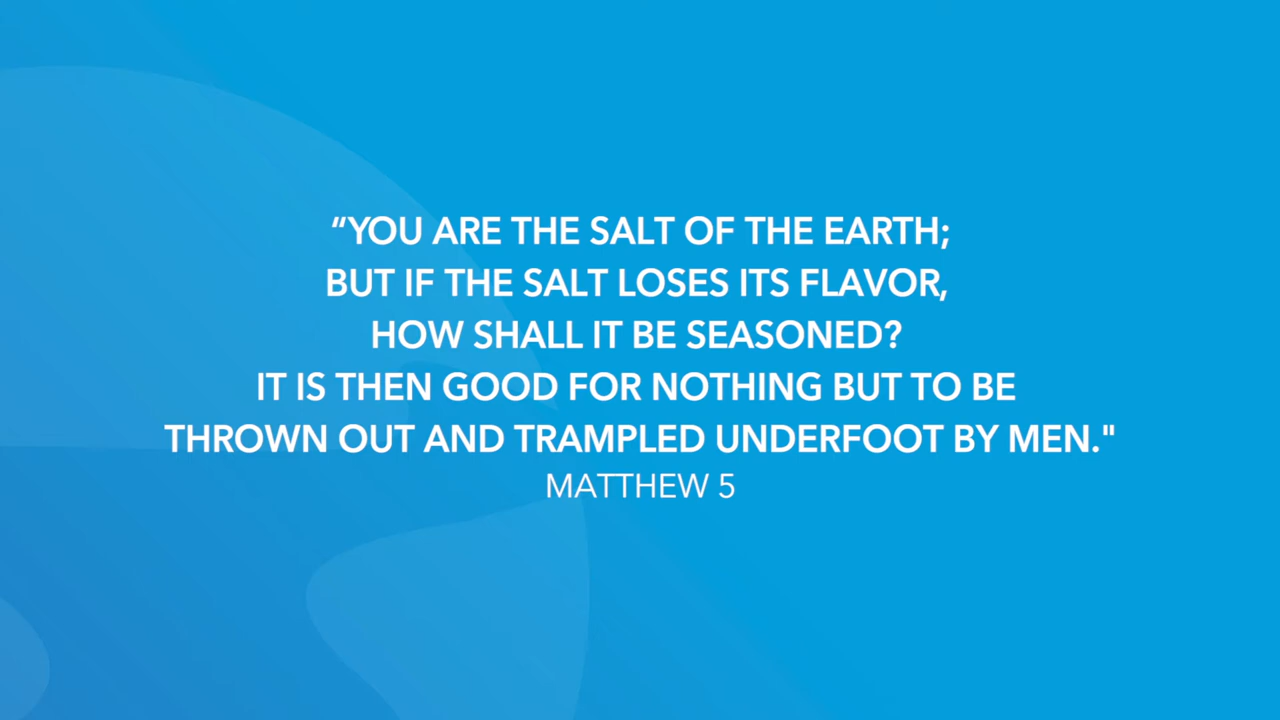 “YOU ARE THE SALT OF THE EARTH;
BUT IF THE SALT LOSES ITS FLAVOR,
HOW SHALL IT BE SEASONED?
IT IS THEN GOOD FOR NOTHING BUT TO BE
THROWN OUT AND TRAMPLED UNDERFOOT BY MEN."
MATTHEW 5